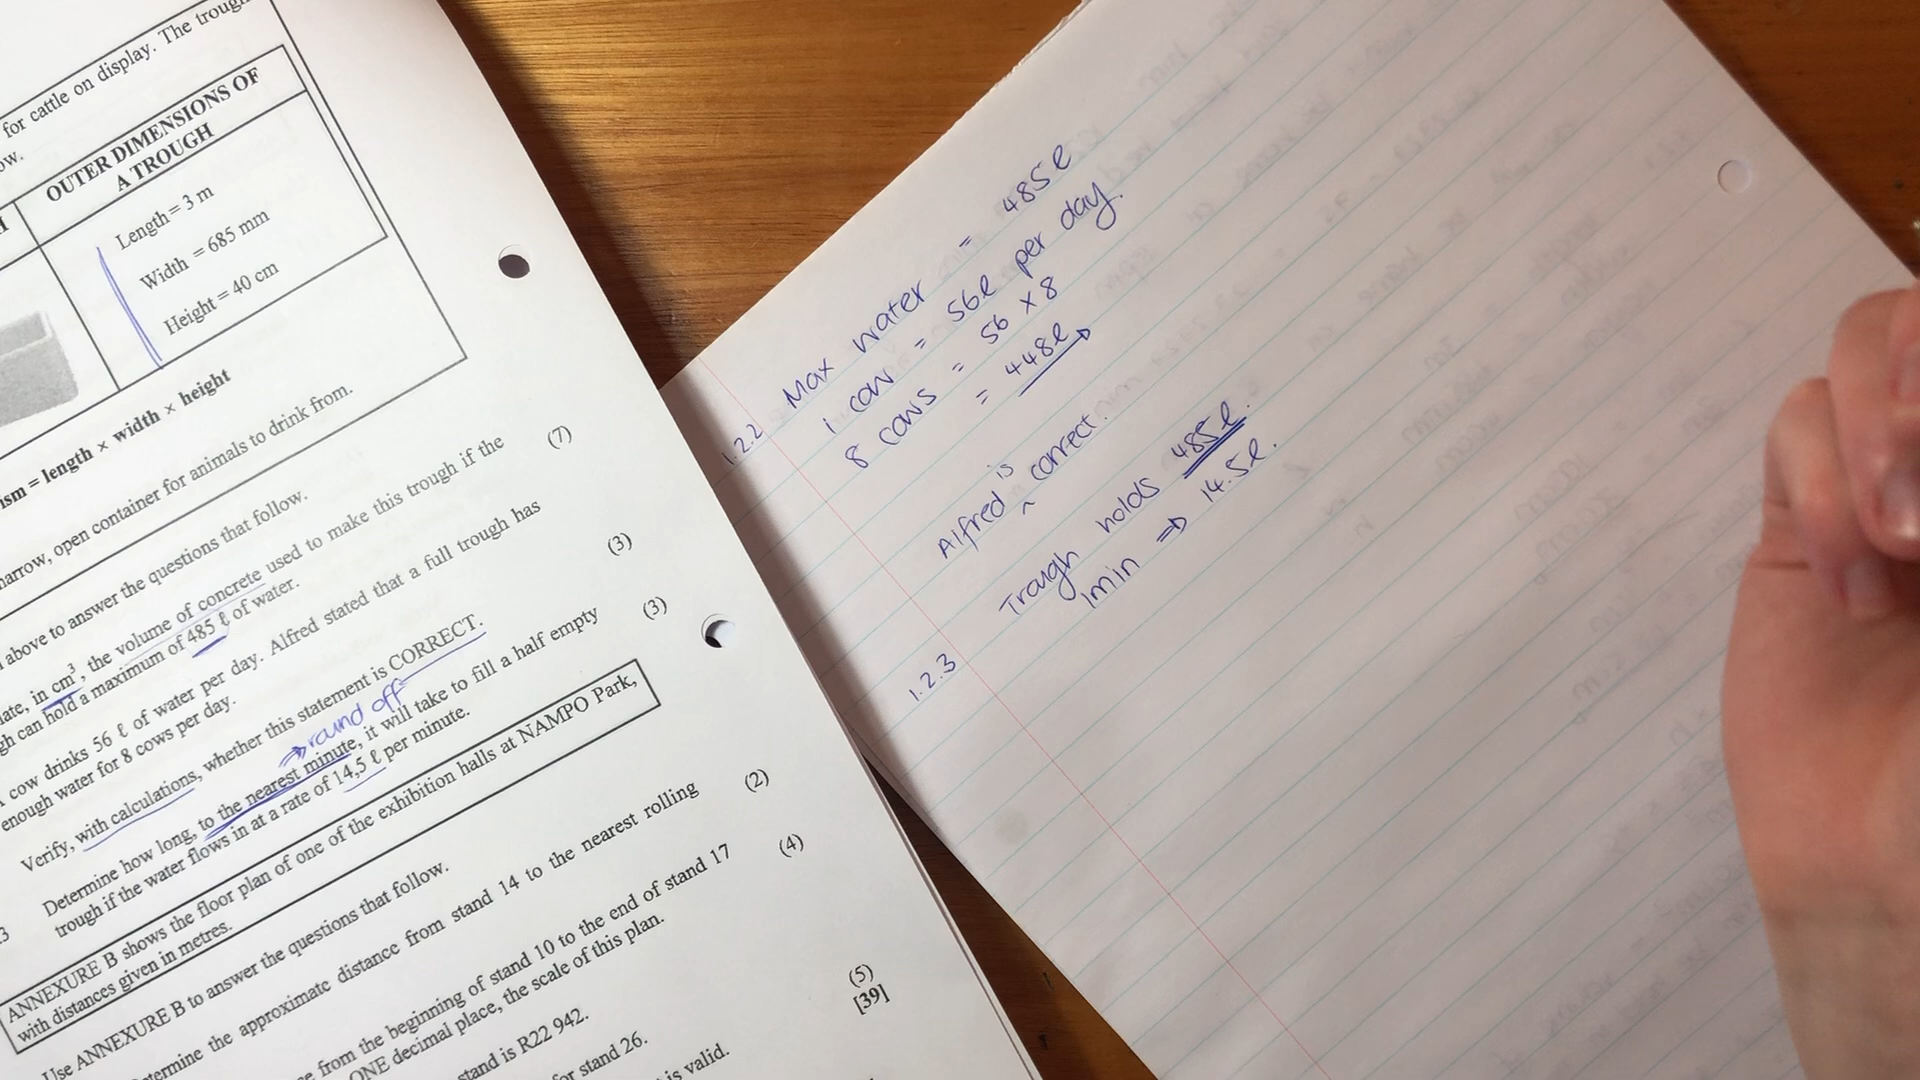 for cattle on display. The trough
ow.
H
OUTER DIMENSIONS OF
A TROUGH
Length = 3 m
Width = 685 mm
Height = 40 cm
ism = length × width × height
narrow, open container for animals to drink from.
above to answer the questions that follow.
late, in cm³, the volume of concrete used to make this trough if the (7)
gh can hold a maximum of 485 ℓ of water.
cow drinks 56 ℓ of water per day. Alfred stated that a full trough has (3)
enough water for 8 cows per day.
Verify, with calculations, whether this statement is CORRECT. (3)
⇒ round off
.3
Determine how long, to the nearest minute, it will take to fill a half empty
trough if the water flows in at a rate of 14,5 ℓ per minute.
ANNEXURE B shows the floor plan of one of the exhibition halls at NAMPO Park,
with distances given in metres.
Use ANNEXURE B to answer the questions that follow.
etermine the approximate distance from stand 14 to the nearest rolling (2)
ce from the beginning of stand 10 to the end of stand 17 (4)
ONE decimal place, the scale of this plan.
stand is R22 942.
for stand 26.
is valid.
(5)
[39]
1.2.2
Max water = 485ℓ
1 cow = 56ℓ per day.
8 cows = 56 × 8
= 448ℓ
Alfred is correct.
1.2.3
Trough holds 485ℓ.
1min ⇒ 14.5ℓ.